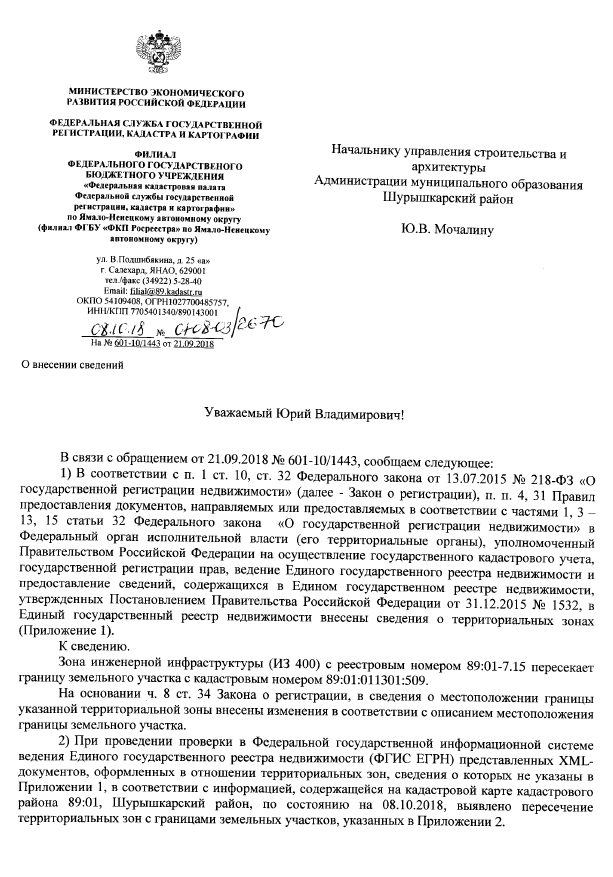 МИНИСТЕРСТВО ЭКОНОМИЧЕСКОГО
РАЗВИТИЯ РОССИЙСКОЙ ФЕДЕРАЦИИ
ФЕДЕРАЛЬНАЯ СЛУЖБА ГОСУДАРСТВЕННОЙ
РЕГИСТРАЦИИ, КАДАСТРА И КАРТОГРАФИИ
ФИЛИАЛ
ФЕДЕРАЛЬНОГО ГОСУДАРСТВЕНОГО
БЮДЖЕТНОГО УЧРЕЖДЕНИЯ
«Федеральная кадастровая палата
Федеральной службы государственной
регистрации, кадастра и картографии»
по Ямало-Ненецкому автономному округу
(филиал ФГБУ «ФКП Росреестра» по Ямало-Ненецкому
автономному округу)
ул. В.Подшибякина, д. 25 «а»
г. Салехард, ЯНАО, 629001
тел./факс (34922) 5-28-40
Email: filial@89.kadastr.ru
ОКПО 54109408, ОГРН1027700485757,
ИНН/КПП 7705401340/890143001
08.10.18 № 0108-03/2670
На № 601-10/1443 от 21.09.2018
Начальнику управления строительства и
архитектуры
Администрации муниципального образования
Шурышкарский район
Ю.В. Мочалину
О внесении сведений
Уважаемый Юрий Владимирович!
В связи с обращением от 21.09.2018 № 601-10/1443, сообщаем следующее:
1) В соответствии с п. 1 ст. 10, ст. 32 Федерального закона от 13.07.2015 № 218-ФЗ «О
государственной регистрации недвижимости» (далее - Закон о регистрации), п. п. 4, 31 Правил
предоставления документов, направляемых или предоставляемых в соответствии с частями 1, 3 –
13, 15 статьи 32 Федерального закона «О государственной регистрации недвижимости» в
Федеральный орган исполнительной власти (его территориальные органы), уполномоченный
Правительством Российской Федерации на осуществление государственного кадастрового учета,
государственной регистрации прав, ведение Единого государственного реестра недвижимости и
предоставление сведений, содержащихся в Едином государственном реестре недвижимости,
утвержденных Постановлением Правительства Российской Федерации от 31.12.2015 № 1532, в
Единый государственный реестр недвижимости внесены сведения о территориальных зонах
(Приложение 1).
К сведению.
Зона инженерной инфраструктуры (ИЗ 400) с реестровым номером 89:01-7.15 пересекает
границу земельного участка с кадастровым номером 89:01:011301:509.
На основании ч. 8 ст. 34 Закона о регистрации, в сведения о местоположении границы
указанной территориальной зоны внесены изменения в соответствии с описанием местоположения
границы земельного участка.
2) При проведении проверки в Федеральной государственной информационной системе
ведения Единого государственного реестра недвижимости (ФГИС ЕГРН) представленных XML-
документов, оформленных в отношении территориальных зон, сведения о которых не указаны в
Приложении 1, в соответствии с информацией, содержащейся на кадастровой карте кадастрового
района 89:01, Шурышкарский район, по состоянию на 08.10.2018, выявлено пересечение
территориальных зон с границами земельных участков, указанных в Приложении 2.